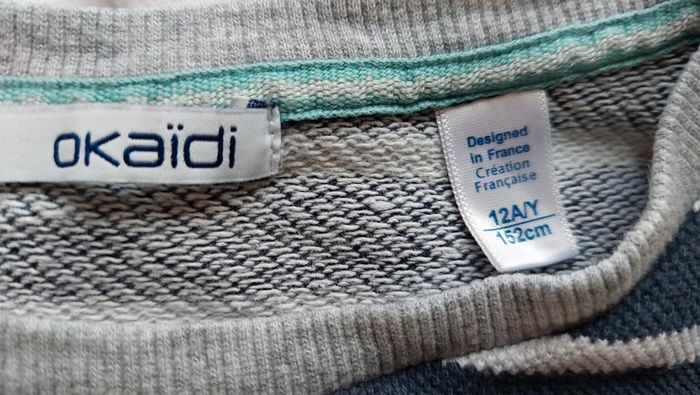 OKaïdi
Designed
in France
Création
Française
12A/Y
152cm